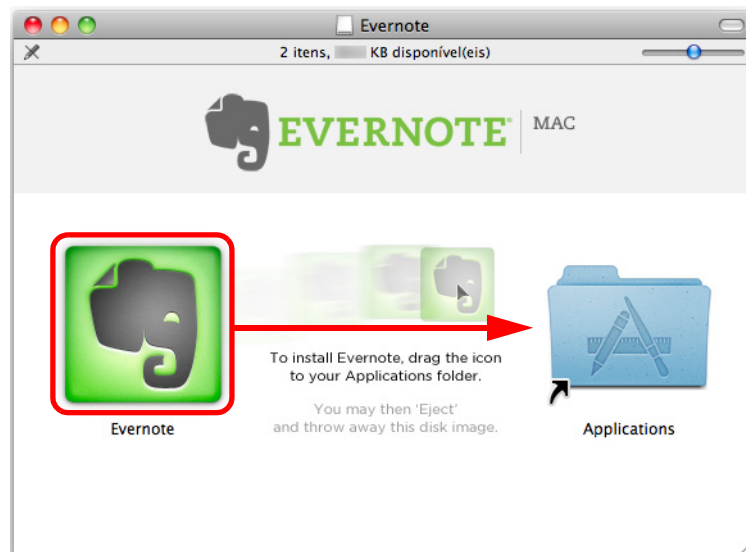 Evernote
2 itens, KB disponível(eis)
EVERNOTE® MAC
To install Evernote, drag the icon
to your Applications folder.
You may then 'Eject'
and throw away this disk image.
Evernote
Applications